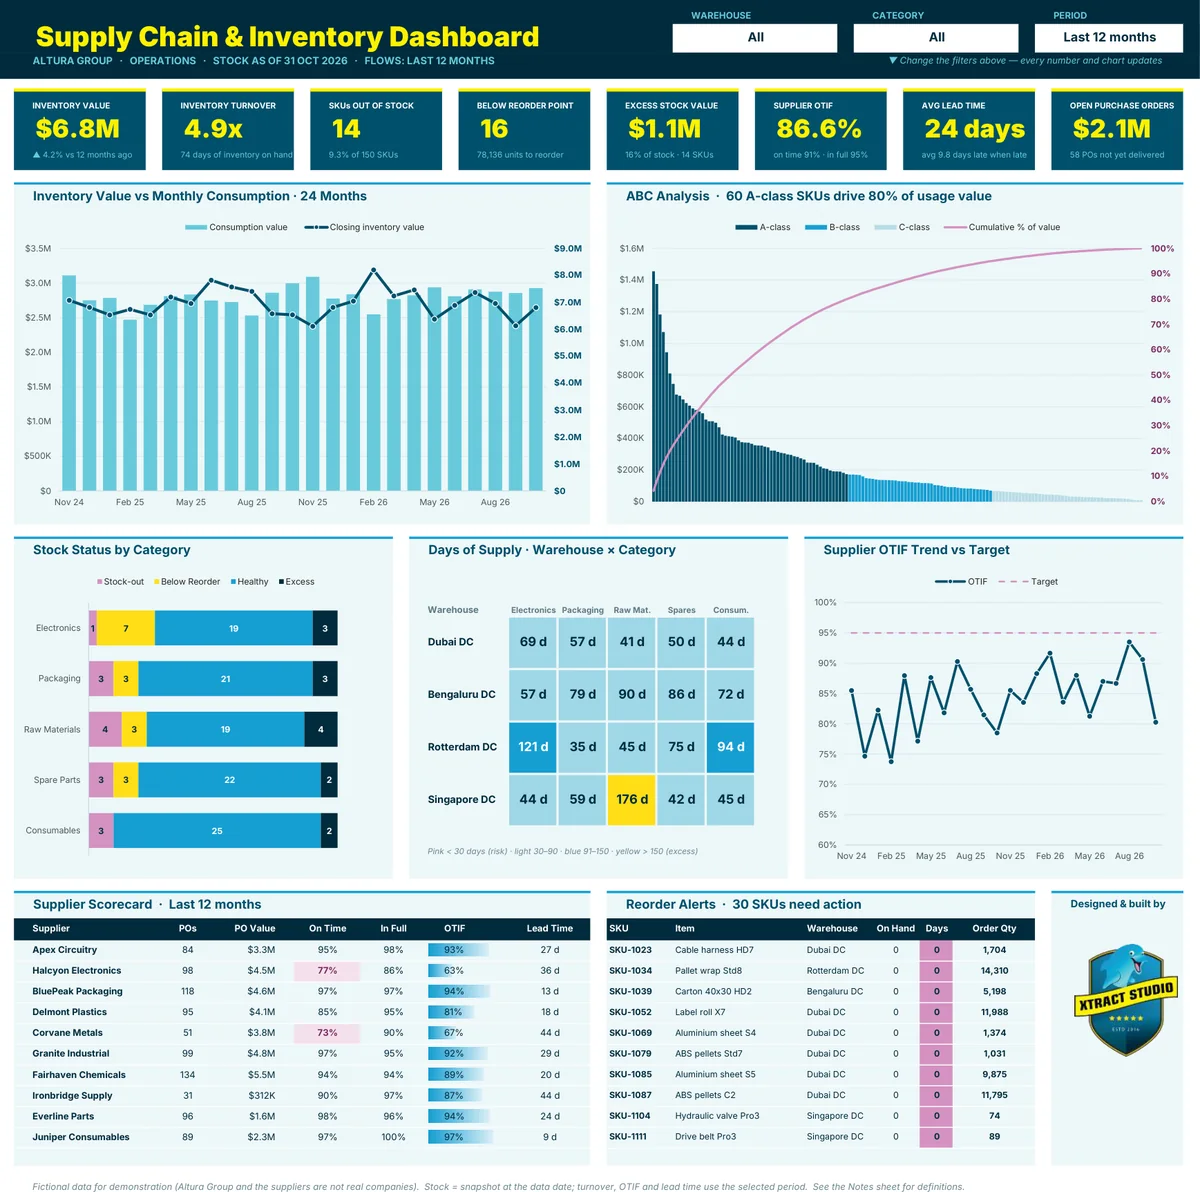 Supply Chain & Inventory Dashboard
ALTURA GROUP · OPERATIONS · STOCK AS OF 31 OCT 2026 · FLOWS: LAST 12 MONTHS
WAREHOUSE CATEGORY PERIOD
All All Last 12 months
▼ Change the filters above — every number and chart updates
INVENTORY VALUE
$6.8M
▲ 4.2% vs 12 months ago
INVENTORY TURNOVER
4.9x
74 days of inventory on hand
SKUs OUT OF STOCK
14
9.3% of 150 SKUs
BELOW REORDER POINT
16
78,136 units to reorder
EXCESS STOCK VALUE
$1.1M
16% of stock · 14 SKUs
SUPPLIER OTIF
86.6%
on time 91% · in full 95%
AVG LEAD TIME
24 days
avg 9.8 days late when late
OPEN PURCHASE ORDERS
$2.1M
58 POs not yet delivered
Inventory Value vs Monthly Consumption · 24 Months
Consumption value Closing inventory value
$3.5M
$3.0M
$2.5M
$2.0M
$1.5M
$1.0M
$500K
$0
$9.0M
$8.0M
$7.0M
$6.0M
$5.0M
$4.0M
$3.0M
$2.0M
$1.0M
$0
Nov 24 Feb 25 May 25 Aug 25 Nov 25 Feb 26 May 26 Aug 26
ABC Analysis · 60 A-class SKUs drive 80% of usage value
A-class B-class C-class Cumulative % of value
$1.6M
$1.4M
$1.2M
$1.0M
$800K
$600K
$400K
$200K
$0
100%
90%
80%
70%
60%
50%
40%
30%
20%
10%
0%
Stock Status by Category
Stock-out Below Reorder Healthy Excess
Electronics 1 7 19 3
Packaging 3 3 21 3
Raw Materials 4 3 19 4
Spare Parts 3 3 22 2
Consumables 3 25 2
Days of Supply · Warehouse × Category
Warehouse Electronics Packaging Raw Mat. Spares Consum.
Dubai DC 69 d 57 d 41 d 50 d 44 d
Bengaluru DC 57 d 79 d 90 d 86 d 72 d
Rotterdam DC 121 d 35 d 45 d 75 d 94 d
Singapore DC 44 d 59 d 176 d 42 d 45 d
Pink < 30 days (risk) · light 30–90 · blue 91–150 · yellow > 150 (excess)
Supplier OTIF Trend vs Target
OTIF Target
100%
95%
90%
85%
80%
75%
70%
65%
60%
Nov 24 Feb 25 May 25 Aug 25 Nov 25 Feb 26 May 26 Aug 26
Supplier Scorecard · Last 12 months
Supplier POs PO Value On Time In Full OTIF Lead Time
Apex Circuitry 84 $3.3M 95% 98% 93% 27 d
Halcyon Electronics 98 $4.5M 77% 86% 63% 36 d
BluePeak Packaging 118 $4.6M 97% 97% 94% 13 d
Delmont Plastics 95 $4.1M 85% 95% 81% 18 d
Corvane Metals 51 $3.8M 73% 90% 67% 44 d
Granite Industrial 99 $4.8M 97% 95% 92% 29 d
Fairhaven Chemicals 134 $5.5M 94% 94% 89% 20 d
Ironbridge Supply 31 $312K 90% 97% 87% 44 d
Everline Parts 96 $1.6M 98% 96% 94% 24 d
Juniper Consumables 89 $2.3M 97% 100% 97% 9 d
Reorder Alerts · 30 SKUs need action
SKU Item Warehouse On Hand Days Order Qty
SKU-1023 Cable harness HD7 Dubai DC 0 0 1,704
SKU-1034 Pallet wrap Std8 Rotterdam DC 0 0 14,310
SKU-1039 Carton 40x30 HD2 Bengaluru DC 0 0 5,198
SKU-1052 Label roll X7 Dubai DC 0 0 11,988
SKU-1069 Aluminium sheet S4 Dubai DC 0 0 1,374
SKU-1079 ABS pellets Std7 Dubai DC 0 0 1,031
SKU-1085 Aluminium sheet S5 Dubai DC 0 0 9,875
SKU-1087 ABS pellets C2 Dubai DC 0 0 11,795
SKU-1104 Hydraulic valve Pro3 Singapore DC 0 0 74
SKU-1111 Drive belt Pro3 Singapore DC 0 0 89
Designed & built by
XTRACT STUDIO
Fictional data for demonstration (Altura Group and the suppliers are not real companies). Stock = snapshot at the data date; turnover, OTIF and lead time use the selected period. See the Notes sheet for definitions.